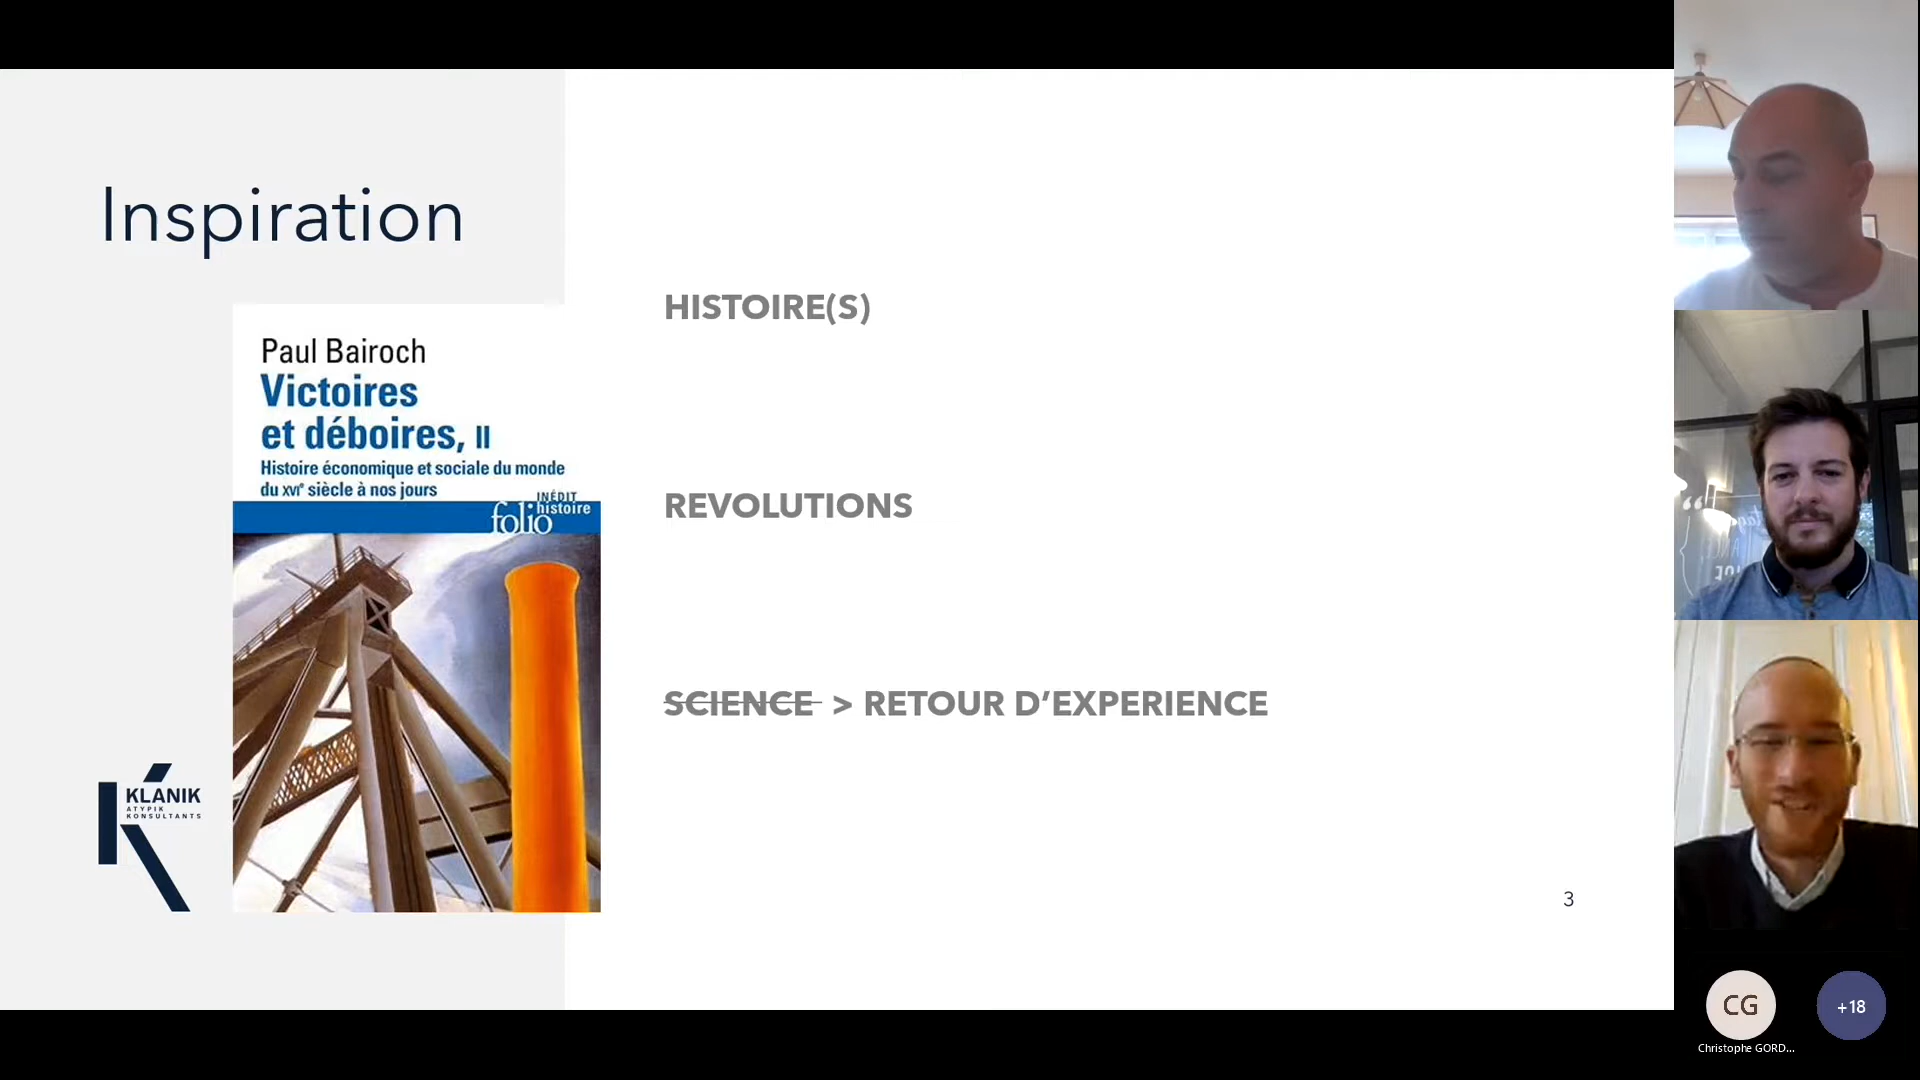 Inspiration
Paul Bairoch
Victoires
et déboires, II
Histoire économique et sociale du monde
du XVIᵉ siècle à nos jours
INÉDIT
folio histoire
KLANIK
ATYPIK
KONSULTANTS
HISTOIRE(S)
REVOLUTIONS
SCIENCE > RETOUR D’EXPERIENCE
3
CG
+18
Christophe GORD...